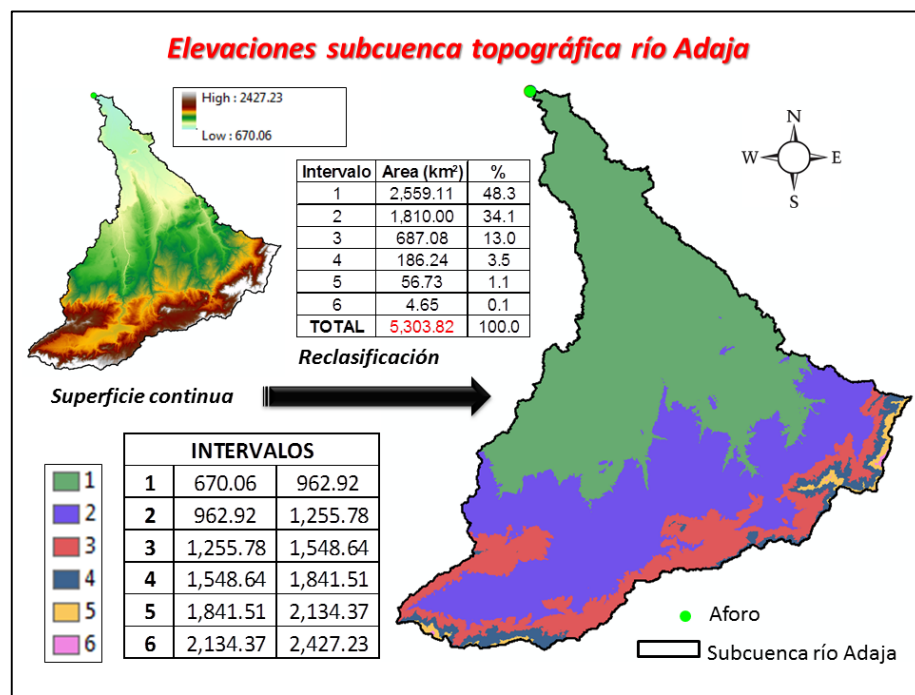 Elevaciones subcuenca topográfica río Adaja
High : 2427.23
Low : 670.06
Intervalo Area (km²) %
1 2,559.11 48.3
2 1,810.00 34.1
3 687.08 13.0
4 186.24 3.5
5 56.73 1.1
6 4.65 0.1
TOTAL 5,303.82 100.0
N
W E
S
Reclasificación
Superficie continua
1
2
3
4
5
6
INTERVALOS
1 670.06 962.92
2 962.92 1,255.78
3 1,255.78 1,548.64
4 1,548.64 1,841.51
5 1,841.51 2,134.37
6 2,134.37 2,427.23
Aforo
Subcuenca río Adaja